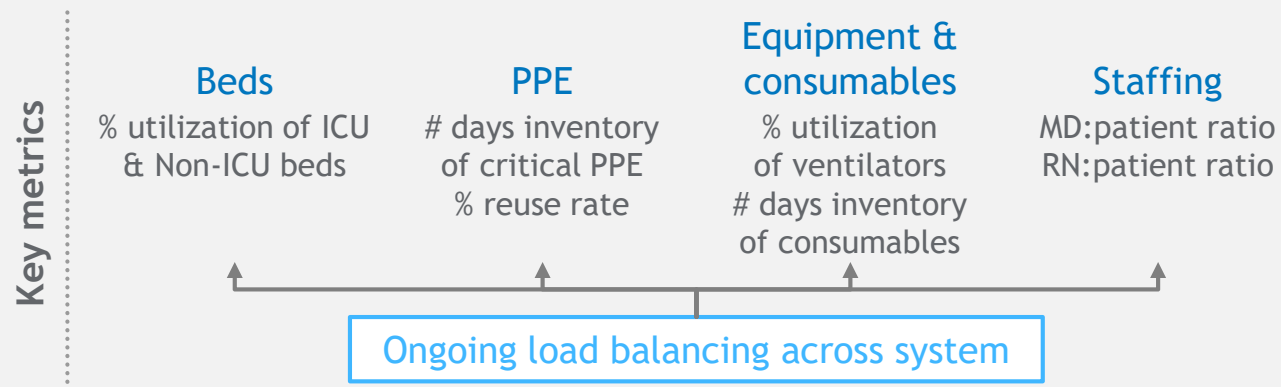 Key metrics
Beds
% utilization of ICU
& Non-ICU beds
PPE
# days inventory
of critical PPE
% reuse rate
Equipment &
consumables
% utilization
of ventilators
# days inventory
of consumables
Staffing
MD:patient ratio
RN:patient ratio
Ongoing load balancing across system